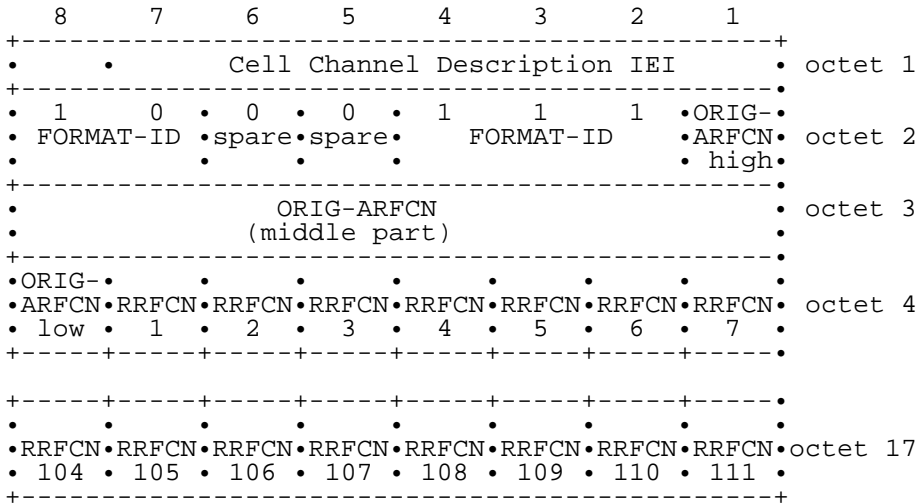 8 7 6 5 4 3 2 1
+-----------------------------------------------+
• • Cell Channel Description IEI • octet 1
+-----------------------------------------------•
• 1 0 • 0 • 0 • 1 1 1 •ORIG-•
• FORMAT-ID •spare•spare• FORMAT-ID •ARFCN• octet 2
• • • • • high•
+-----------------------------------------------•
• ORIG-ARFCN • octet 3
• (middle part) •
+-----------------------------------------------•
•ORIG-• • • • • • • •
•ARFCN•RRFCN•RRFCN•RRFCN•RRFCN•RRFCN•RRFCN•RRFCN• octet 4
• low • 1 • 2 • 3 • 4 • 5 • 6 • 7 •
+-----+-----+-----+-----+-----+-----+-----+-----•
+-----+-----+-----+-----+-----+-----+-----+-----•
• • • • • • • • •
•RRFCN•RRFCN•RRFCN•RRFCN•RRFCN•RRFCN•RRFCN•RRFCN•octet 17
• 104 • 105 • 106 • 107 • 108 • 109 • 110 • 111 •
+-----------------------------------------------+